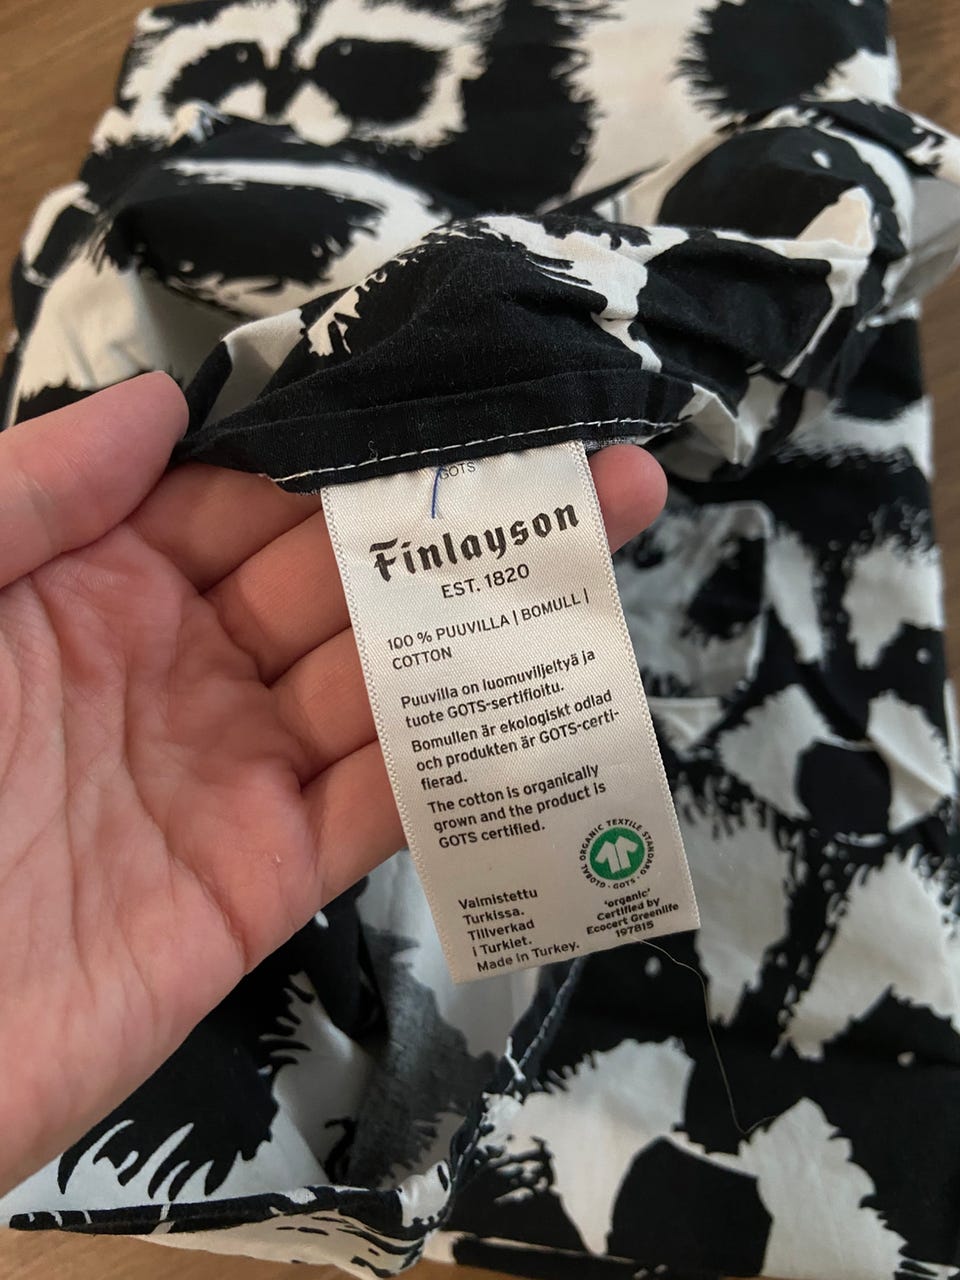 GOTS
Finlayson
EST. 1820
100 % PUUVILLA | BOMULL |
COTTON
Puuvilla on luomuviljeltyä ja
tuote GOTS-sertifioitu.
Bomullen är ekologiskt odlad
och produkten är GOTS-certi-
fierad.
The cotton is organically
grown and the product is
GOTS certified.
Valmistettu
Turkissa.
Tillverkad
i Turkiet.
Made in Turkey.
GLOBAL ORGANIC TEXTILE STANDARD
· GOTS ·
'organic'
Certified by
Ecocert Greenlife
197815